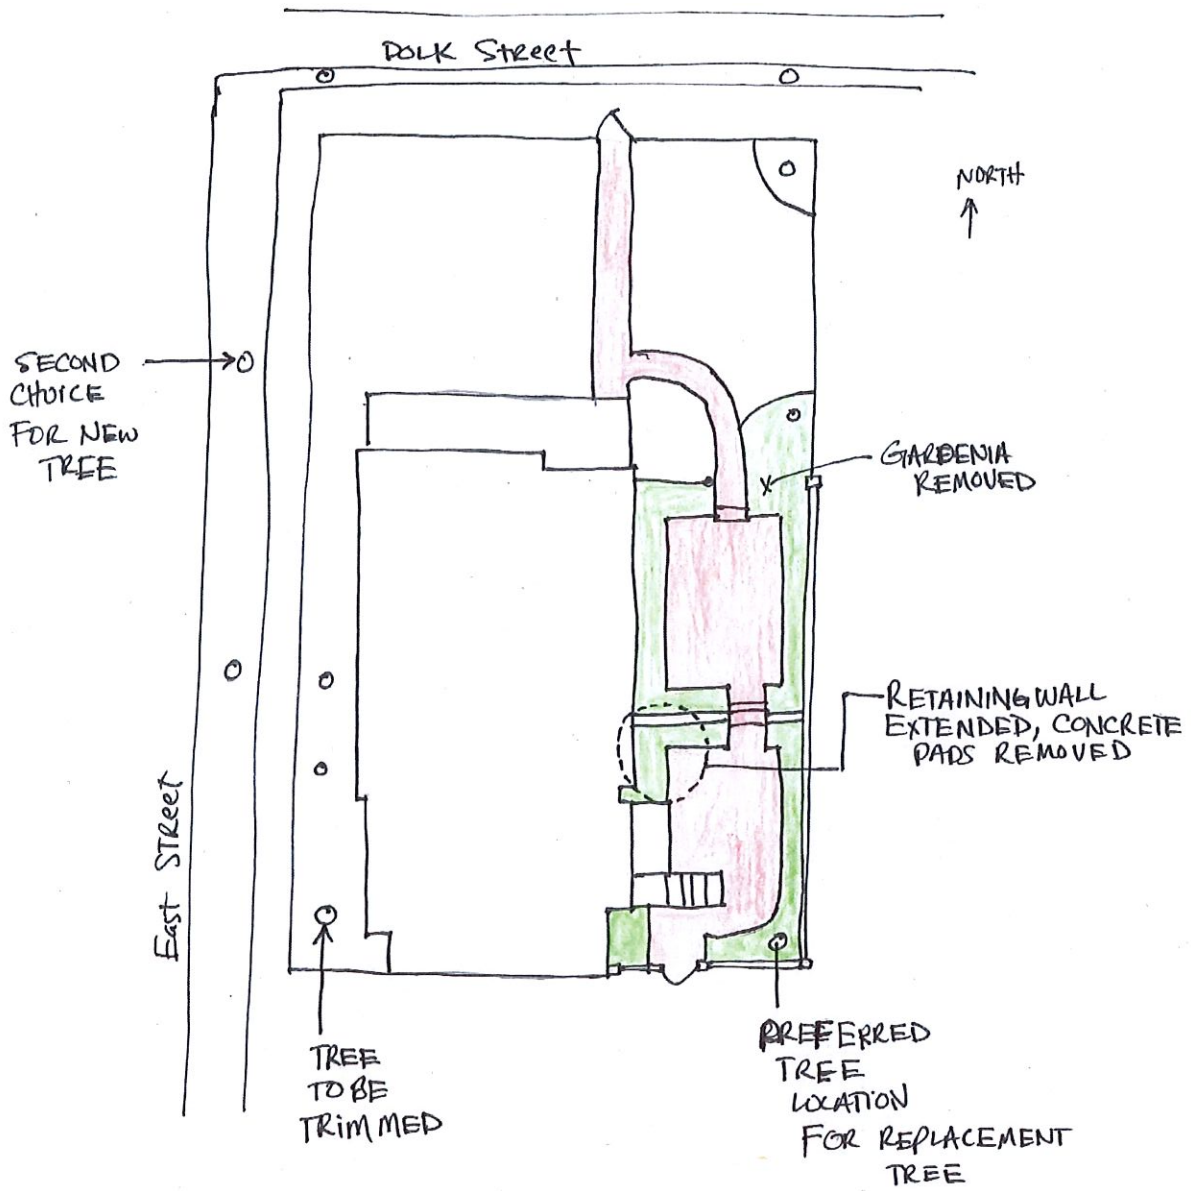 DOLK Street
NORTH
SECOND
CHOICE
FOR NEW
TREE
GARDENIA
REMOVED
RETAINING WALL
EXTENDED, CONCRETE
PADS REMOVED
East Street
TREE
TO BE
TRIMMED
PREFERRED
TREE
LOCATION
FOR REPLACEMENT
TREE